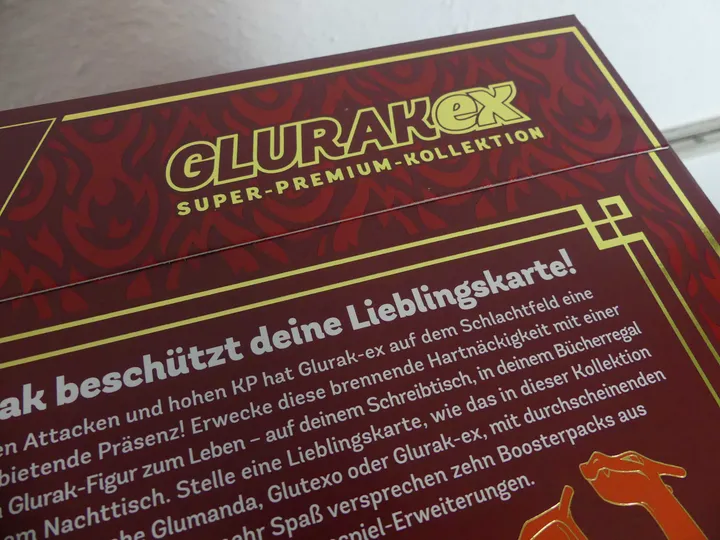 GLURAKex
SUPER-PREMIUM-KOLLEKTION
beschützt deine Lieblingskarte!
Attacken und hohen KP hat Glurak-ex auf dem Schlachtfeld eine
Präsenz! Erwecke diese brennende Hartnäckigkeit mit einer
Glurak-Figur zum Leben – auf deinem Schreibtisch, in deinem Bücherregal
Nachttisch. Stelle eine Lieblingskarte, wie das in dieser Kollektion
Glumanda, Glutexo oder Glurak-ex, mit durchscheinenden
Spaß versprechen zehn Boosterpacks aus
spiel-Erweiterungen.